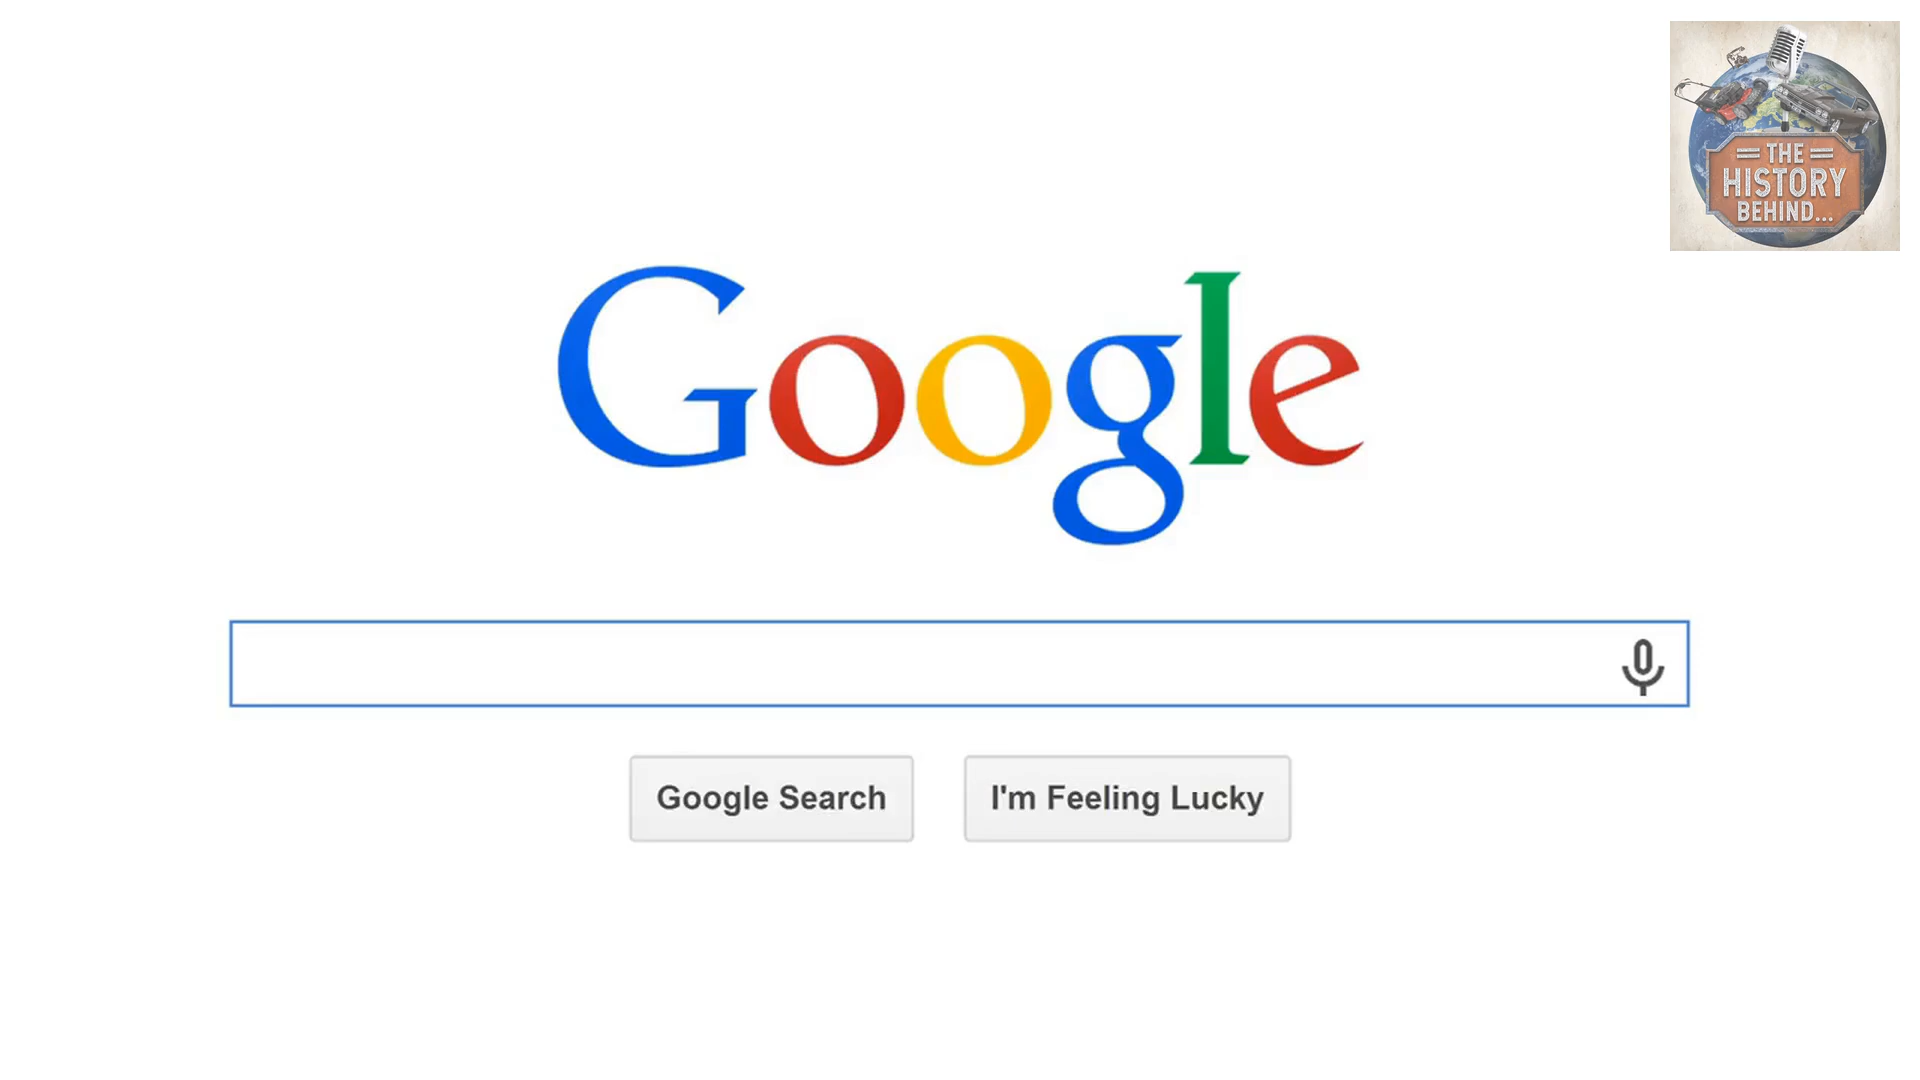 THE
HISTORY
BEHIND...
Google
Google Search
I'm Feeling Lucky